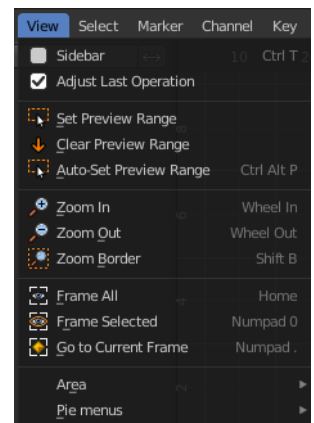 View Select Marker Channel Key
Sidebar Ctrl T
Adjust Last Operation
Set Preview Range
Clear Preview Range
Auto-Set Preview Range Ctrl Alt P
Zoom In Wheel In
Zoom Out Wheel Out
Zoom Border Shift B
Frame All Home
Frame Selected Numpad 0
Go to Current Frame Numpad .
Area
Pie menus